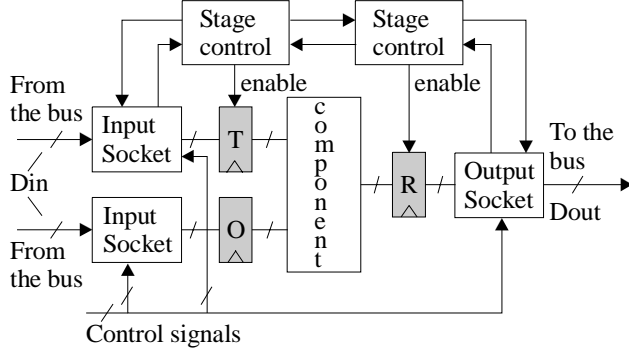 Stage
control
Stage
control
enable
enable
From
the bus
Input
Socket
T
component
R
Output
Socket
To the
bus
Dout
Din
Input
Socket
O
From
the bus
Control signals